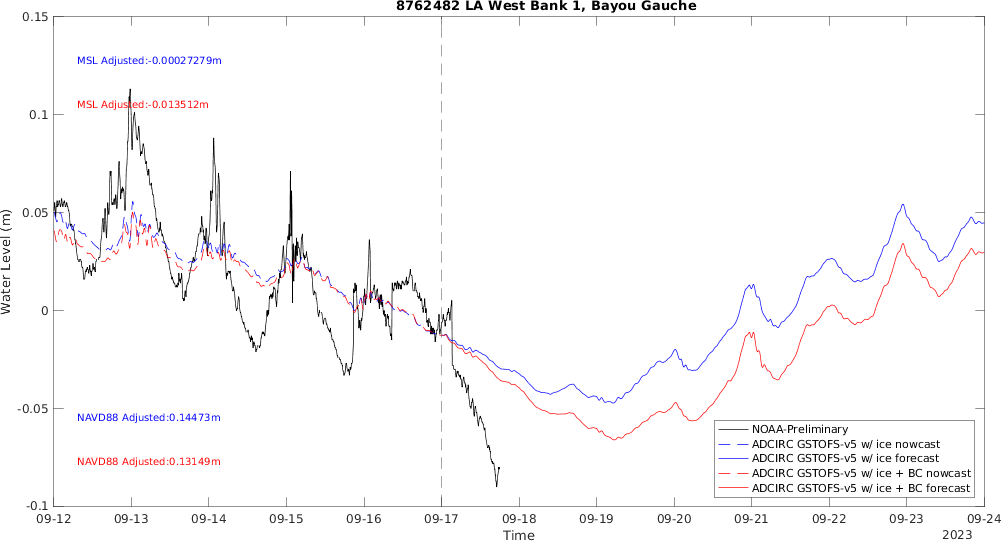 8762482 LA West Bank 1, Bayou Gauche
0.15
MSL Adjusted:-0.00027279m
MSL Adjusted:-0.013512m
0.1
0.05
Water Level (m)
0
-0.05
NAVD88 Adjusted:0.14473m
NAVD88 Adjusted:0.13149m
NOAA-Preliminary
ADCIRC GSTOFS-v5 w/ ice nowcast
ADCIRC GSTOFS-v5 w/ ice forecast
ADCIRC GSTOFS-v5 w/ ice + BC nowcast
ADCIRC GSTOFS-v5 w/ ice + BC forecast
-0.1
09-12 09-13 09-14 09-15 09-16 09-17 09-18 09-19 09-20 09-21 09-22 09-23 09-24
Time
2023